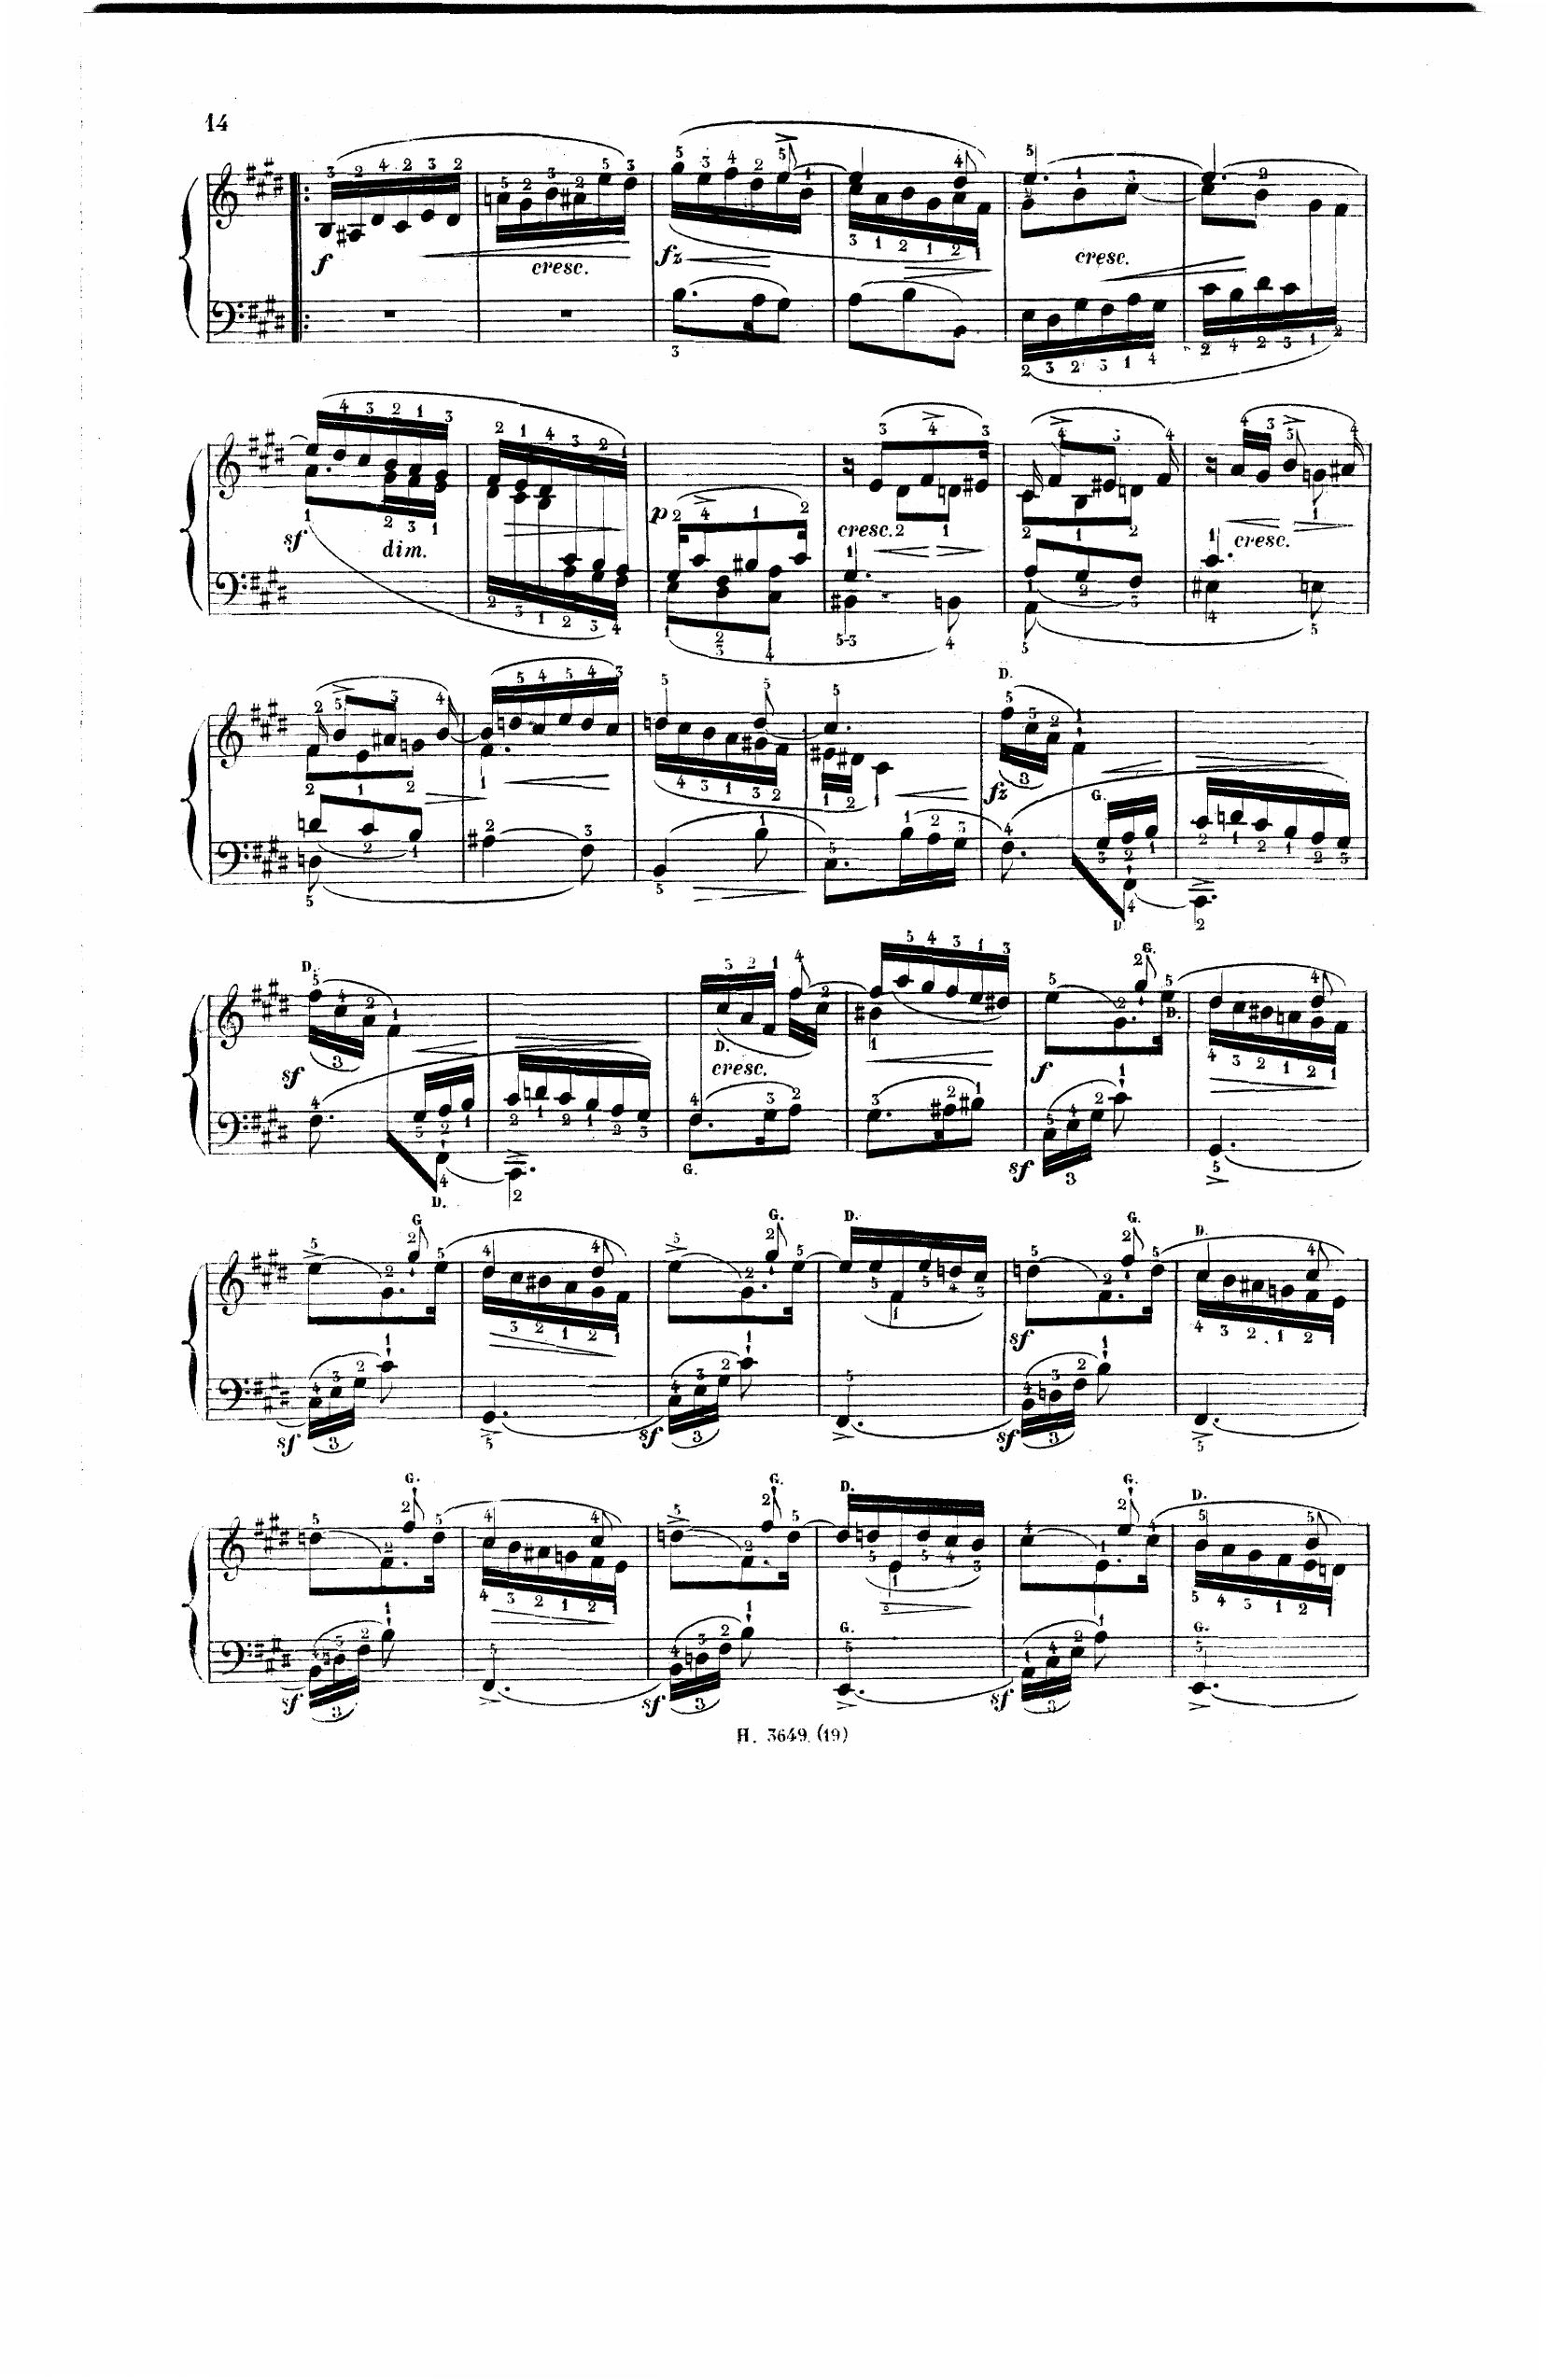 14
f cresc. fz cresc.
sf dim. p cresc. cresc.
D.
fz G.
D.
D.
D. cresc. G. D.
sf f
G. sf
D.
G G. D. G. D.
sf sf sf sf
G. G. D. G. D.
G. G.
sf sf sf
H. 3649. (19)